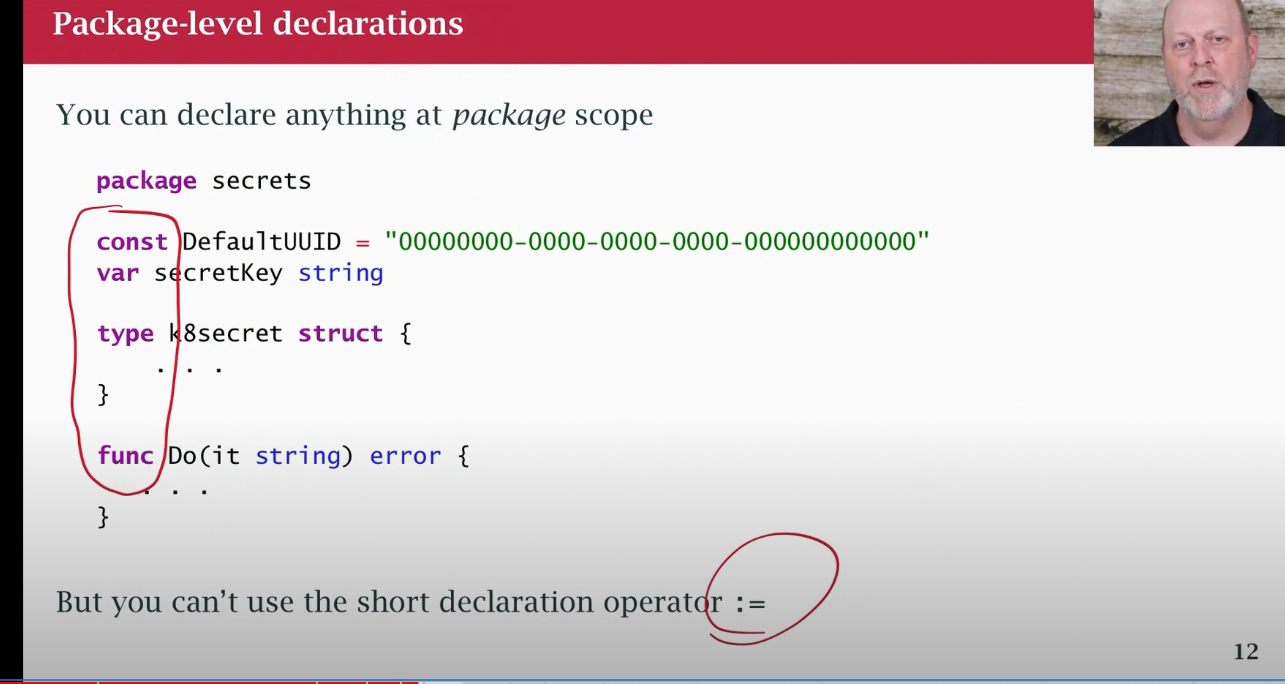 Package-level declarations
You can declare anything at package scope
package secrets
const DefaultUUID = "00000000-0000-0000-0000-000000000000"
var secretKey string
type k8secret struct {
. . .
}
func Do(it string) error {
. . .
}
But you can't use the short declaration operator :=
12